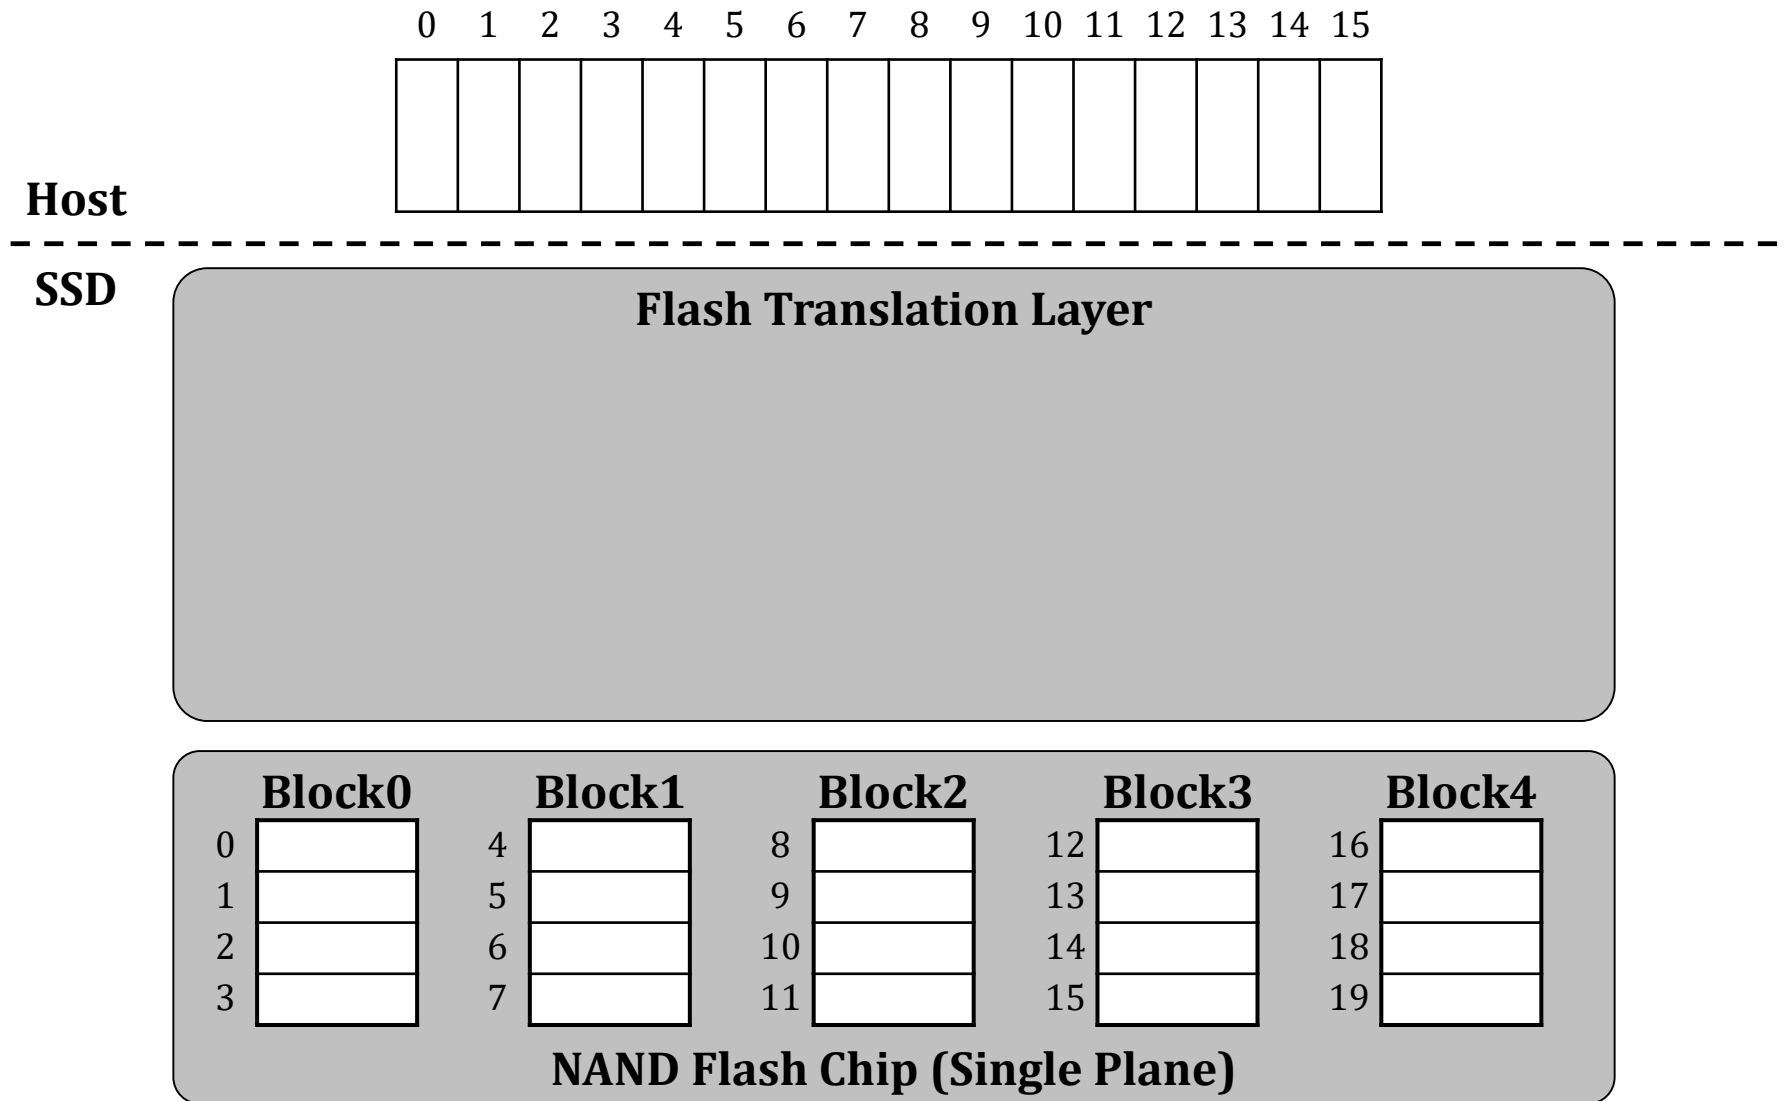 0 1 2 3 4 5 6 7 8 9 10 11 12 13 14 15
Host
SSD
Flash Translation Layer
Block0 Block1 Block2 Block3 Block4
0 4 8 12 16
1 5 9 13 17
2 6 10 14 18
3 7 11 15 19
NAND Flash Chip (Single Plane)